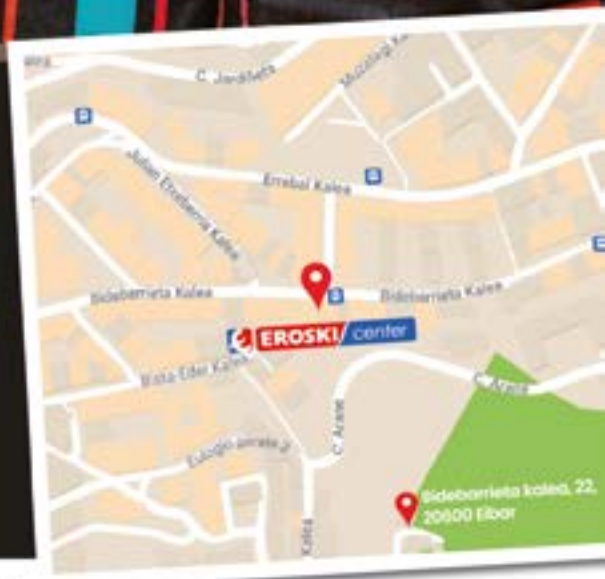 C. Jardiñeta
Errebal Kalea
Julian Etxeberria Kalea
Bidebarrieta Kalea
Bidebarrieta Kalea
EROSKI/center
Bista Eder Kalea
C. Arane
C. Arane
Kalea
Bidebarrieta kalea, 22,
20600 Eibar